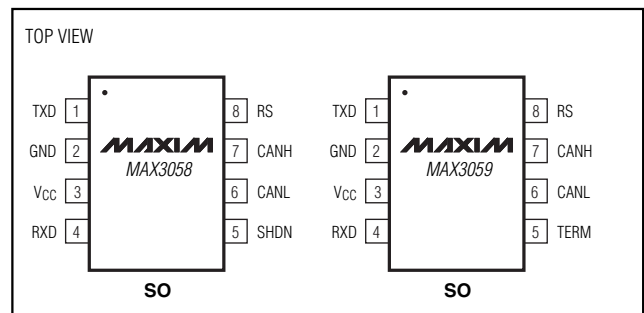 TOP VIEW
TXD 1
GND 2
VCC 3
RXD 4
MAXIM
MAX3058
8 RS
7 CANH
6 CANL
5 SHDN
SO
TXD 1
GND 2
VCC 3
RXD 4
MAXIM
MAX3059
8 RS
7 CANH
6 CANL
5 TERM
SO